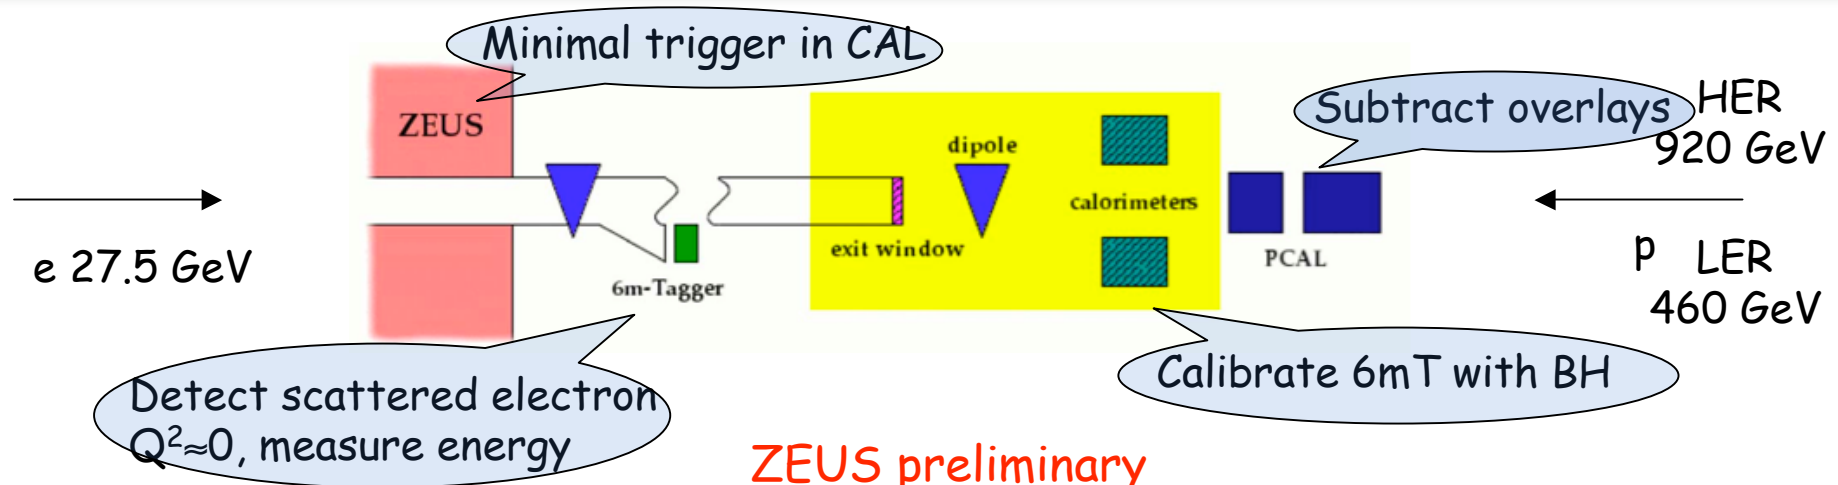 Minimal trigger in CAL
ZEUS
dipole
Subtract overlays
HER
920 GeV
calorimeters
exit window
e 27.5 GeV
6m-Tagger
PCAL
p LER
460 GeV
Detect scattered electron
Q²≈0, measure energy
Calibrate 6mT with BH
ZEUS preliminary